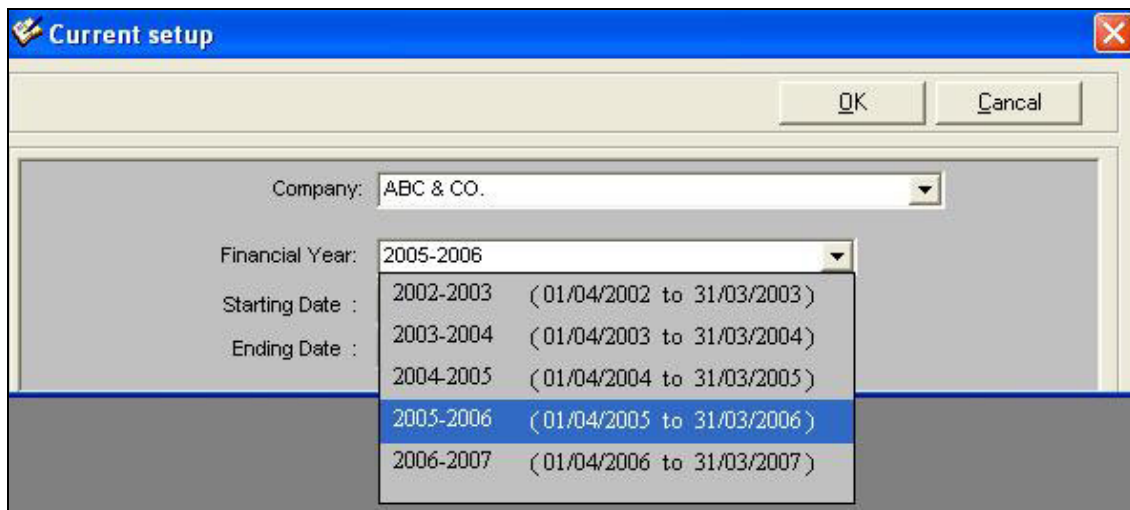 Current setup
OK Cancal
Company: ABC & CO.
Financial Year: 2005-2006
Starting Date :
Ending Date :
2002-2003 (01/04/2002 to 31/03/2003)
2003-2004 (01/04/2003 to 31/03/2004)
2004-2005 (01/04/2004 to 31/03/2005)
2005-2006 (01/04/2005 to 31/03/2006)
2006-2007 (01/04/2006 to 31/03/2007)